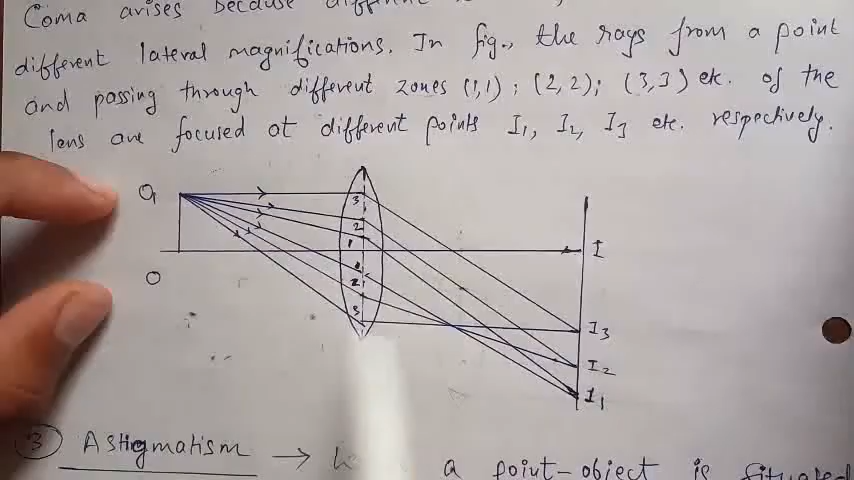 Coma arises because different
different lateral magnifications. In fig., the rays from a point
and passing through different zones (1,1); (2,2); (3,3) etc. of the
lens are focused at different points I₁, I₂, I₃ etc. respectively.
a
3
2
1
I
O
2
3
I₃
I₂
I₁
3 Astigmatism → a point-object is situated